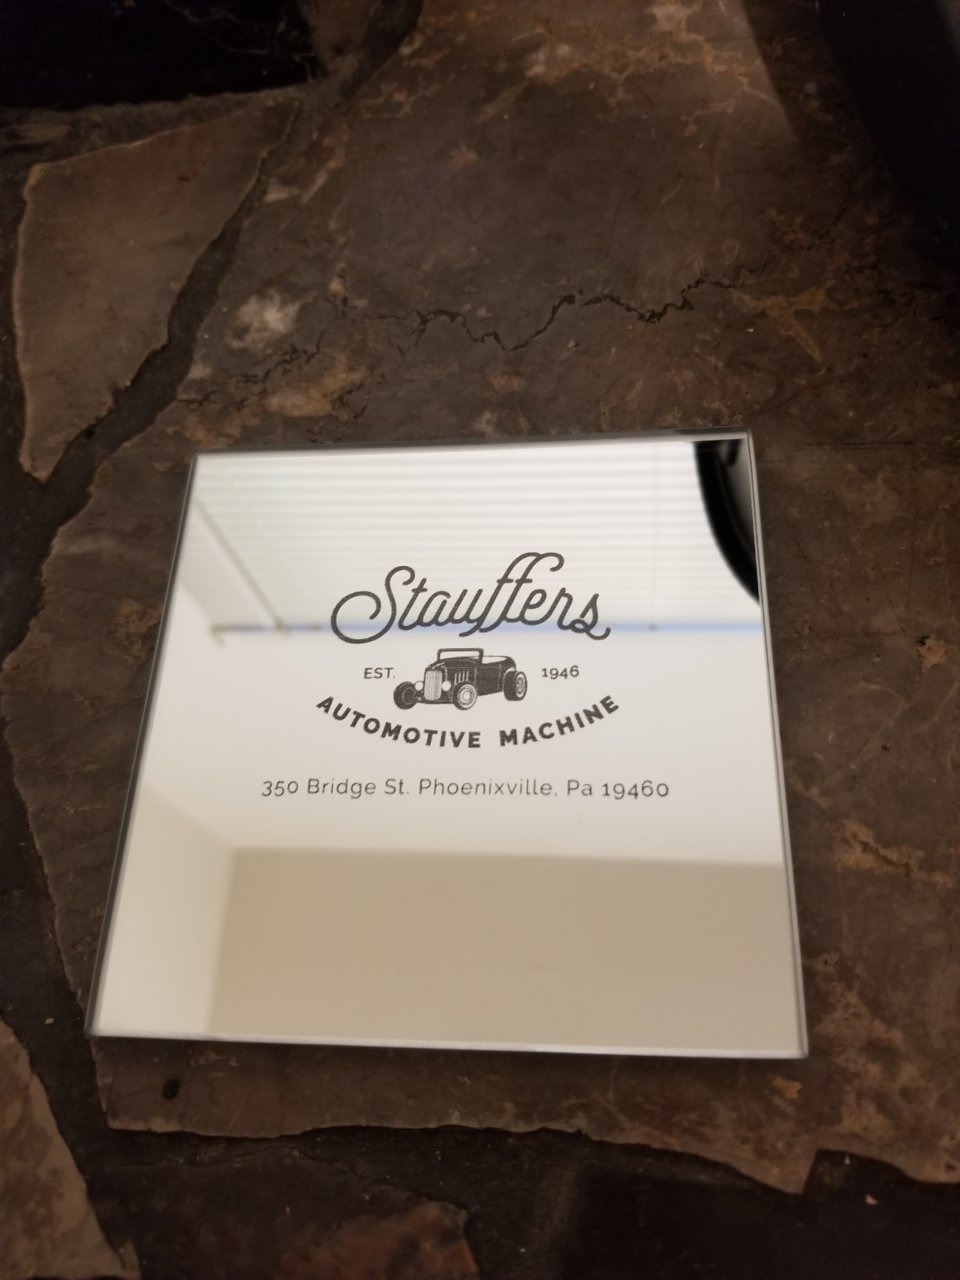 Stauffers
EST. 1946
AUTOMOTIVE MACHINE
350 Bridge St. Phoenixville, Pa 19460